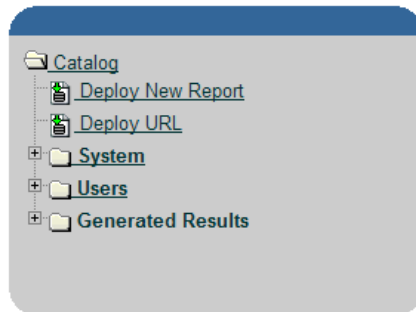 Catalog
Deploy New Report
Deploy URL
System
Users
Generated Results